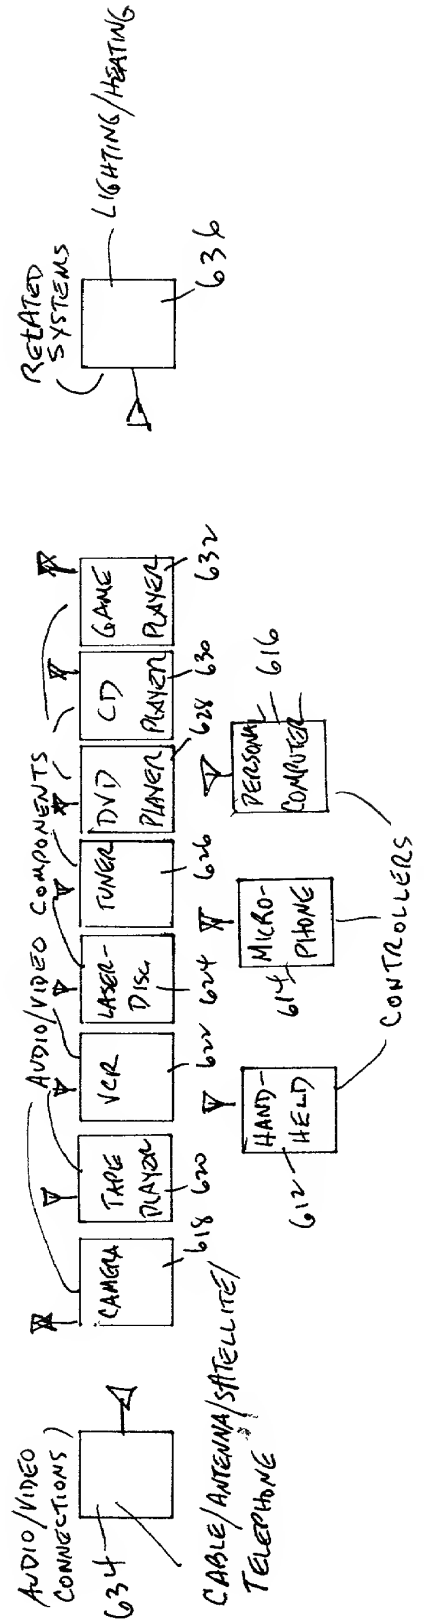 AUDIO/VIDEO
CONNECTIONS
634
CABLE/ANTENNA/SATELLITE/
TELEPHONE
AUDIO/VIDEO COMPONENTS
CAMERA
618
TAPE
PLAYER
620
VCR
622
LASER-
DISC
624
TUNER
626
DVD
PLAYER
628
CD
PLAYER
630
GAME
PLAYER
632
HAND-
HELD
612
MICRO-
PHONE
614
PERSONAL
COMPUTER
616
CONTROLLERS
RELATED
SYSTEMS
LIGHTING/HEATING
636